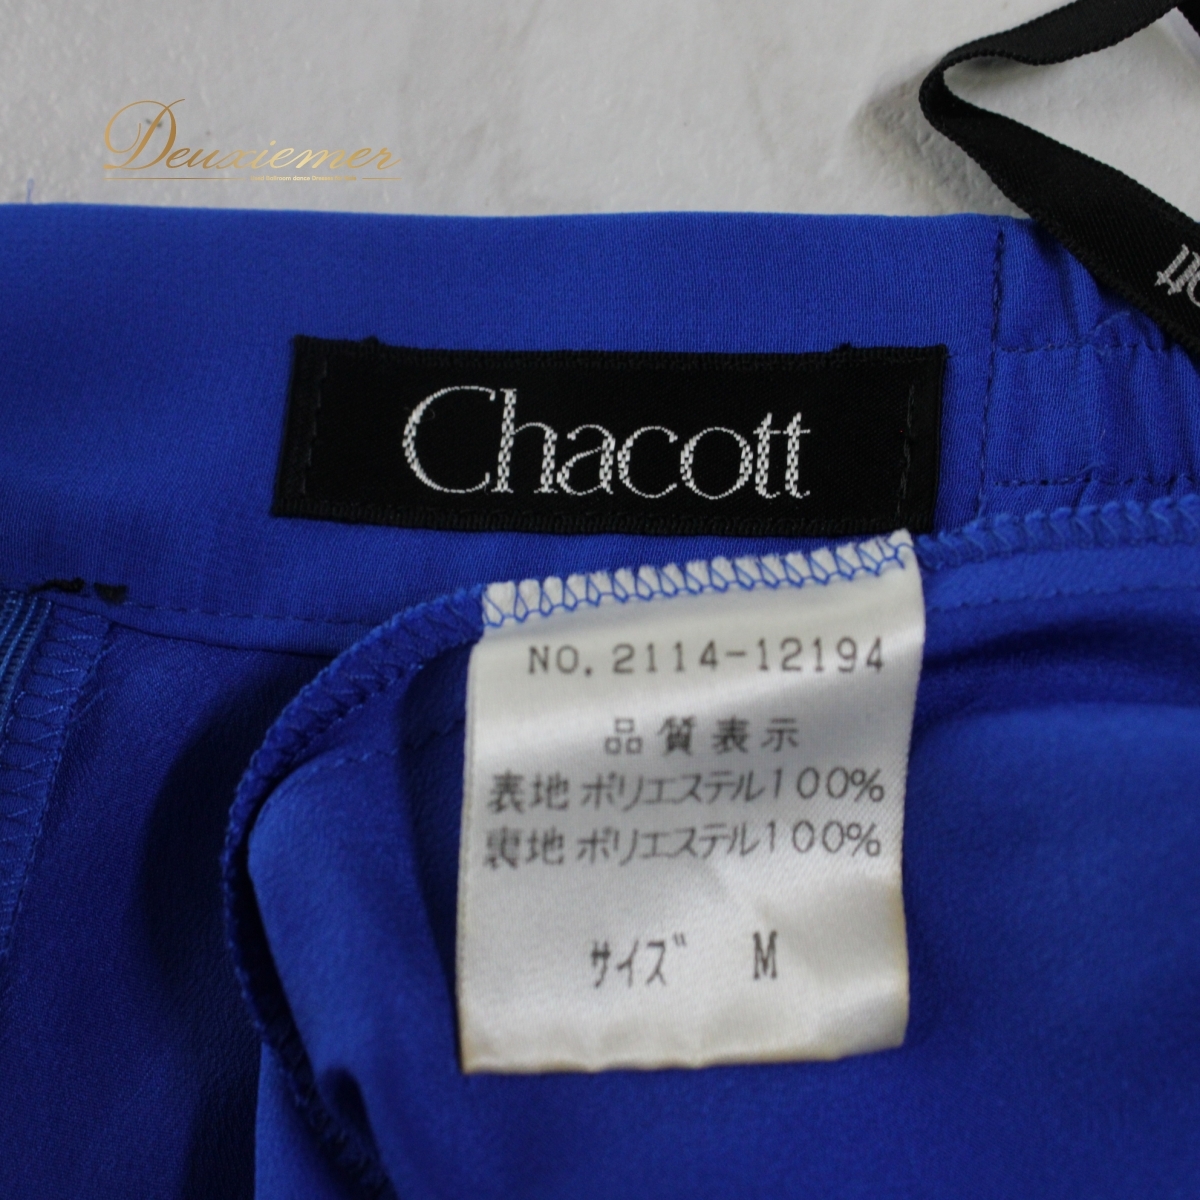 Deuxiemer
Chacott
NO. 2114-12194
品質表示
表地 ポリエステル100%
裏地 ポリエステル100%
サイズ M